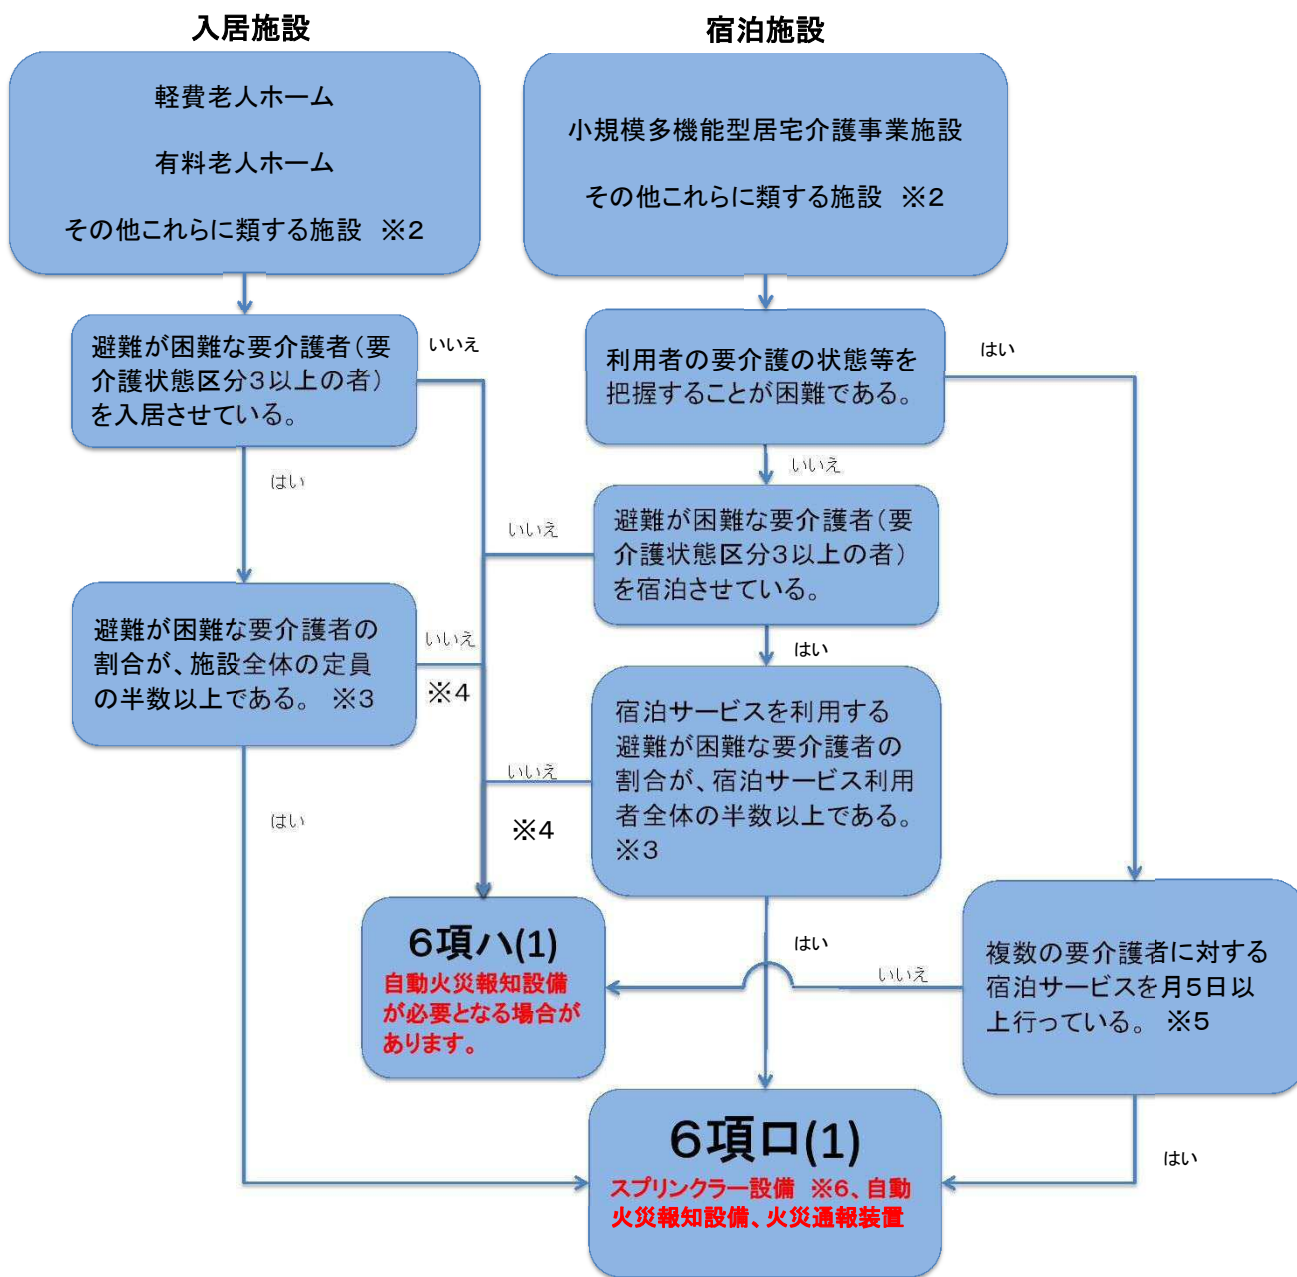 入居施設
軽費老人ホーム
有料老人ホーム
その他これらに類する施設 ※2
宿泊施設
小規模多機能型居宅介護事業施設
その他これらに類する施設 ※2
避難が困難な要介護者(要
介護状態区分3以上の者)
を入居させている。
いいえ
はい
利用者の要介護の状態等を
把握することが困難である。
はい
いいえ
避難が困難な要介護者(要
介護状態区分3以上の者)
を宿泊させている。
いいえ
はい
避難が困難な要介護者の
割合が、施設全体の定員
の半数以上である。 ※3
いいえ
※4
はい
宿泊サービスを利用する
避難が困難な要介護者の
割合が、宿泊サービス利用
者全体の半数以上である。
※3
いいえ
※4
はい
複数の要介護者に対する
宿泊サービスを月5日以
上行っている。 ※5
いいえ
はい
6項ハ(1)
自動火災報知設備
が必要となる場合が
あります。
6項ロ(1)
スプリンクラー設備 ※6、自動
火災報知設備、火災通報装置